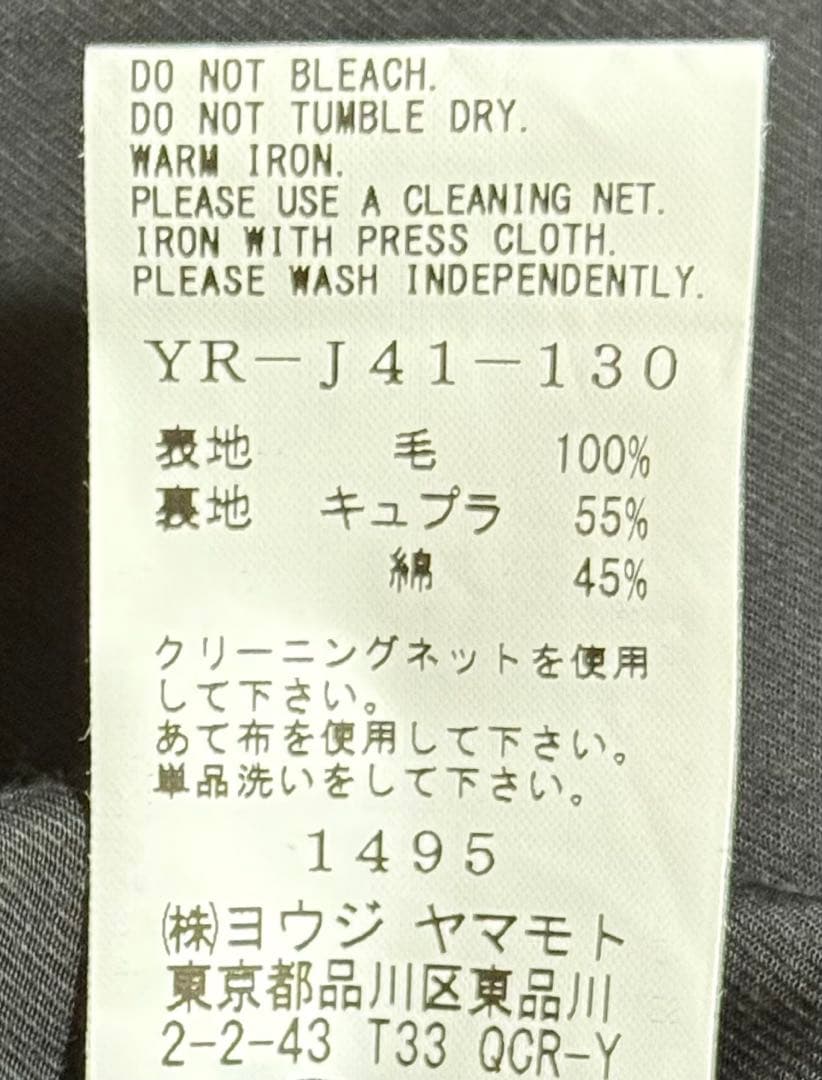 DO NOT BLEACH.
DO NOT TUMBLE DRY.
WARM IRON.
PLEASE USE A CLEANING NET.
IRON WITH PRESS CLOTH.
PLEASE WASH INDEPENDENTLY.
YR-J41-130
表地 毛 100%
裏地 キュプラ 55%
綿 45%
クリーニングネットを使用
して下さい。
あて布を使用して下さい。
単品洗いをして下さい。
1495
㈱ヨウジ ヤマモト
東京都品川区東品川
2-2-43 T33 QCR-Y